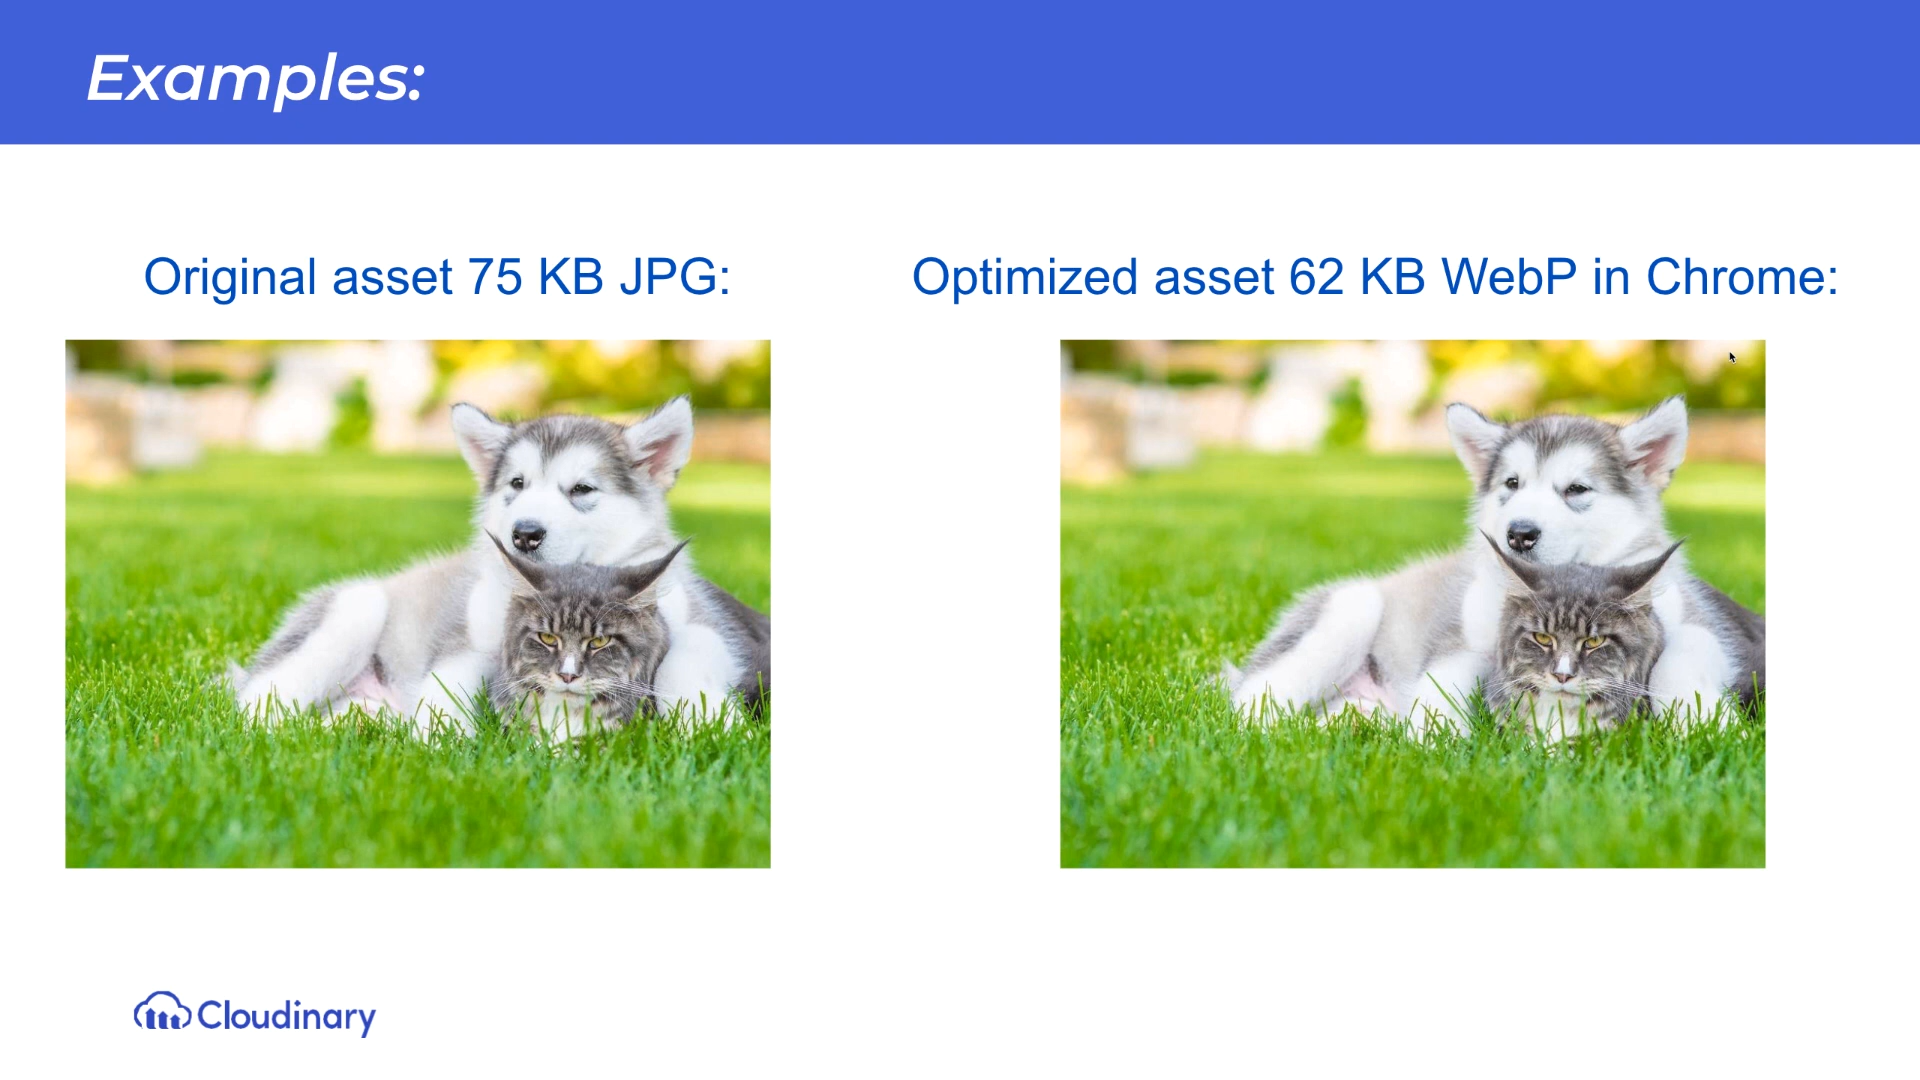 Examples:
Original asset 75 KB JPG:
Optimized asset 62 KB WebP in Chrome:
Cloudinary